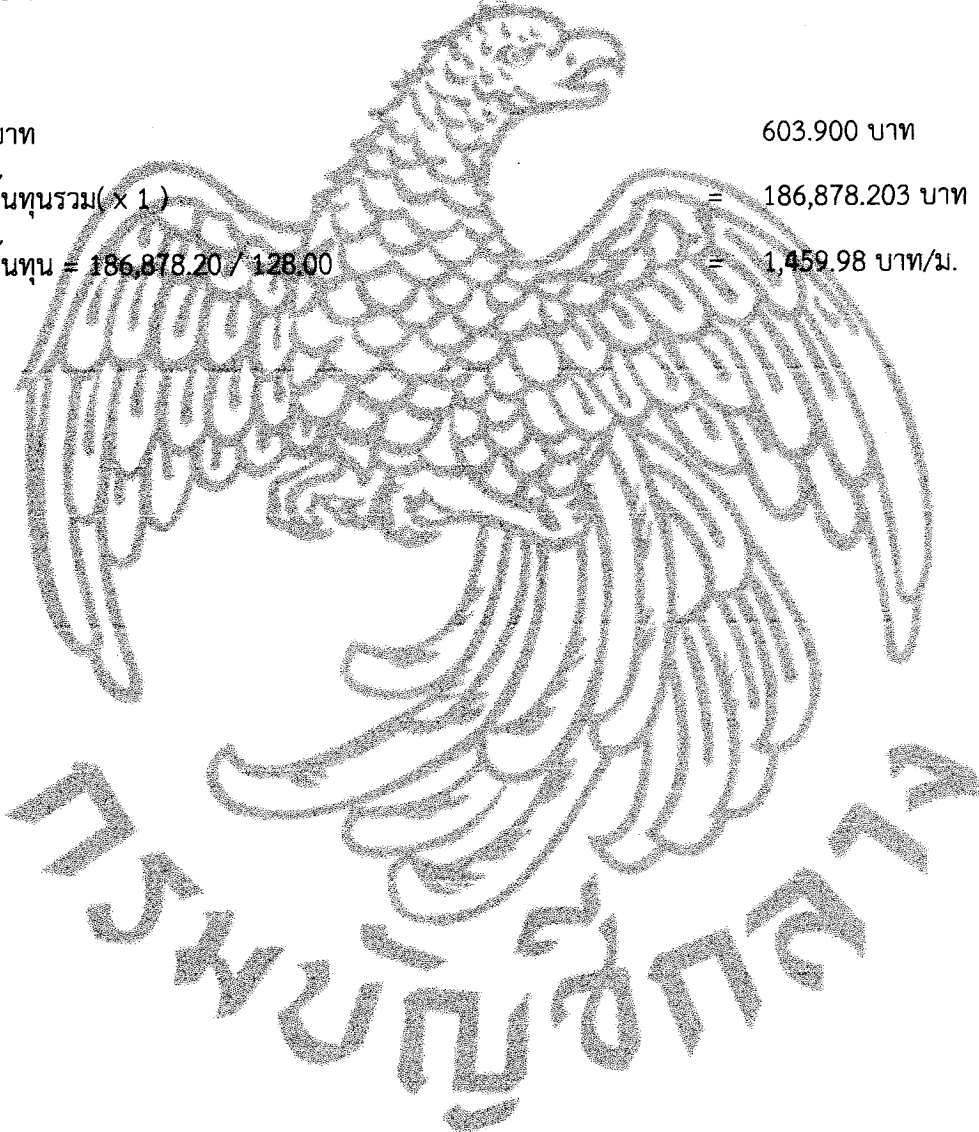 บาท 603.900 บาท
นทุนรวม( x 1 ) = 186,878.203 บาท
นทุน = 186,878.20 / 128.00 = 1,459.98 บาท/ม.
กรมบัญชีกลาง